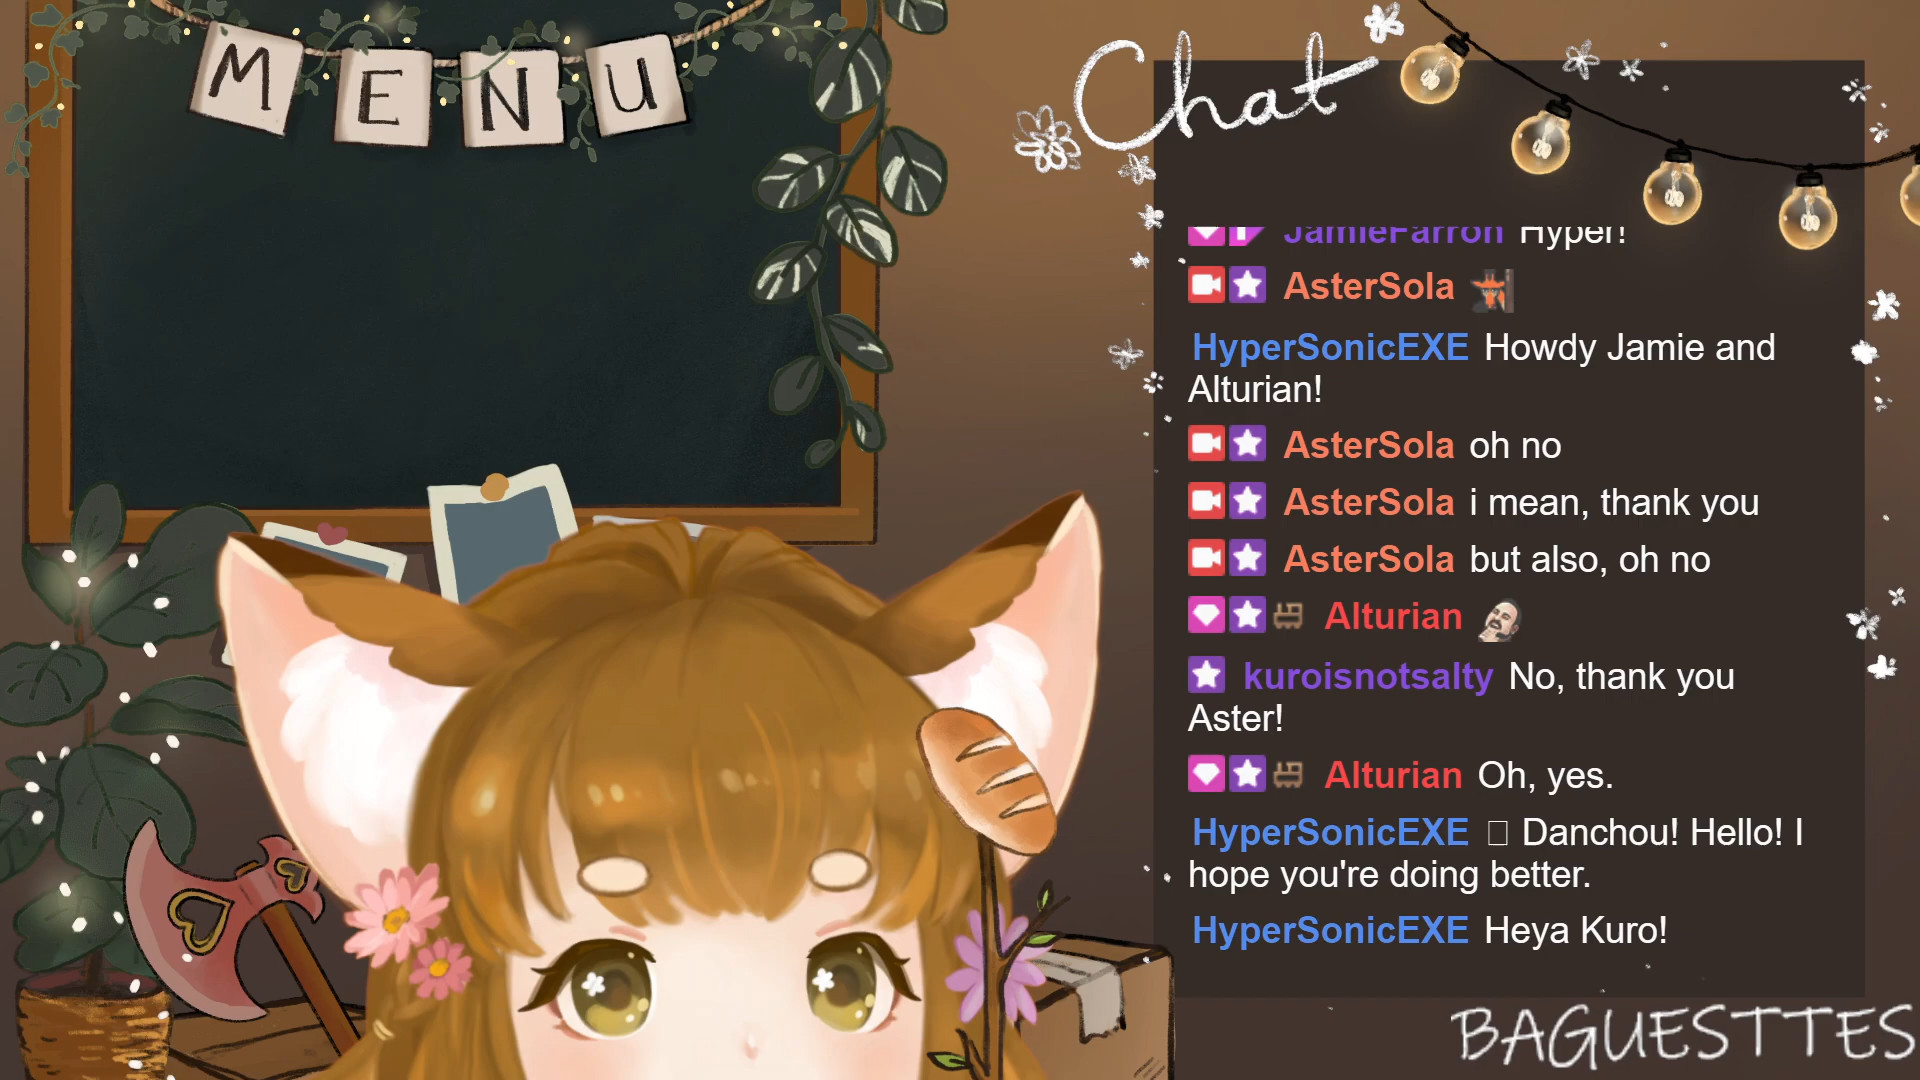 MENU
Chat
JamieFarron Hyper!
AsterSola
HyperSonicEXE Howdy Jamie and
Alturian!
AsterSola oh no
AsterSola i mean, thank you
AsterSola but also, oh no
Alturian
kuroisnotsalty No, thank you
Aster!
Alturian Oh, yes.
HyperSonicEXE Danchou! Hello! I
hope you're doing better.
HyperSonicEXE Heya Kuro!
BAGUESTTES